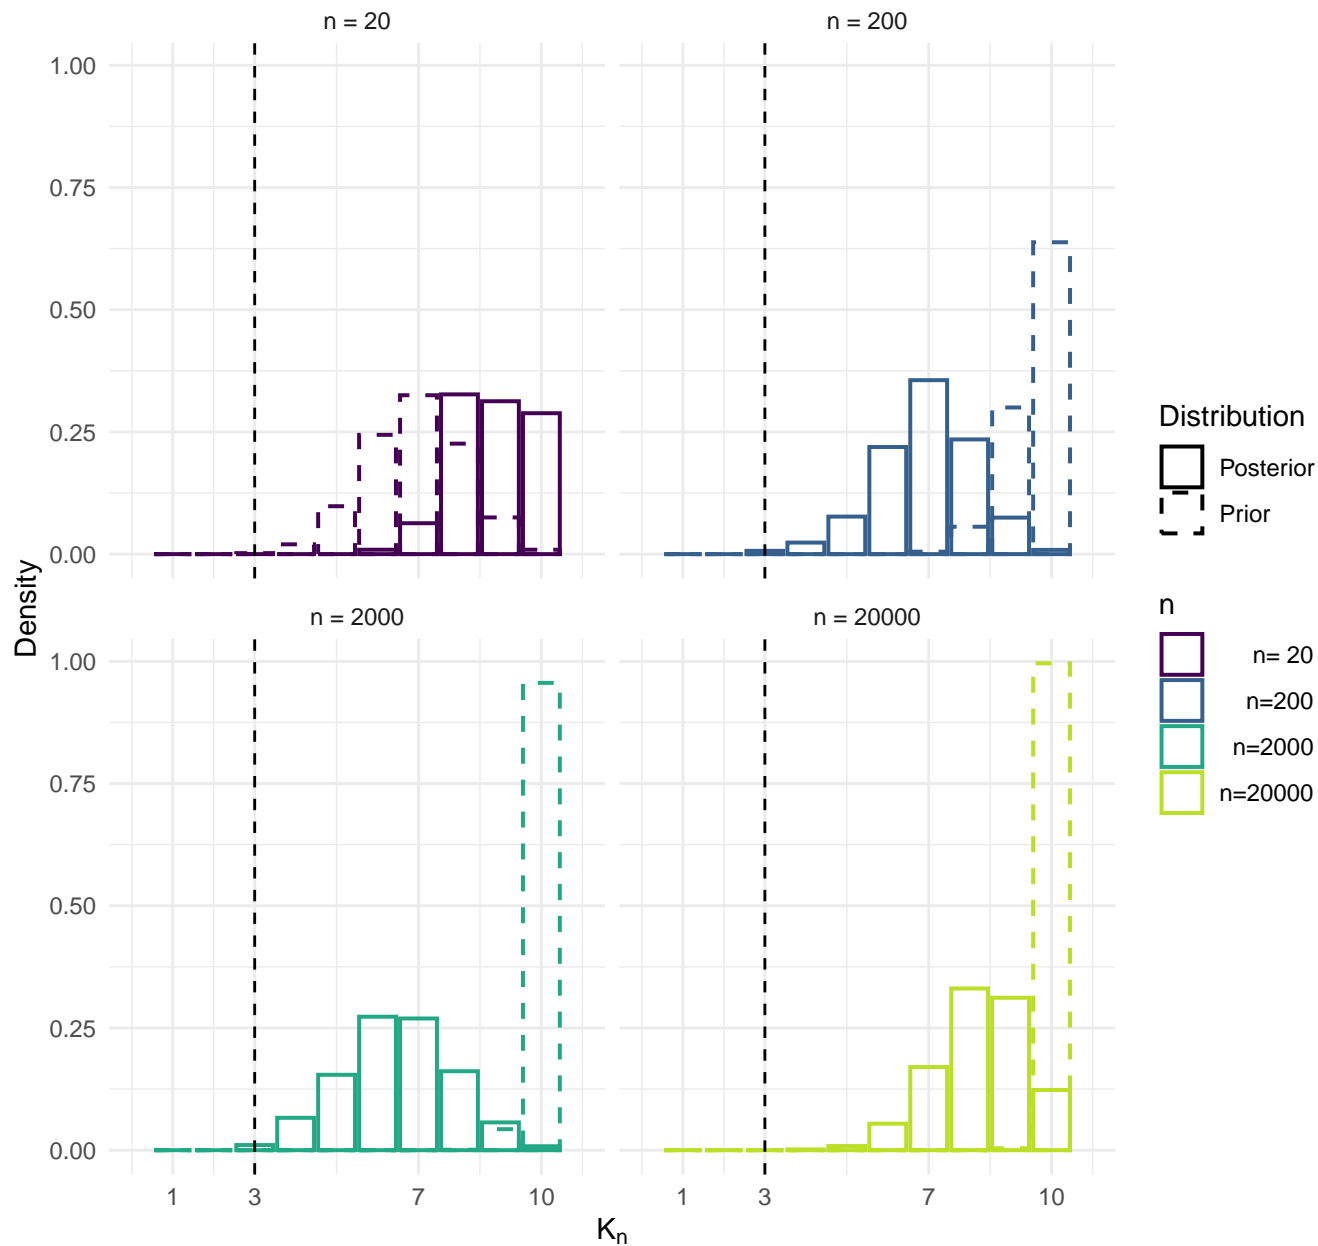 n = 20
n = 200
1.00
0.75
0.50
0.25
0.00
n = 2000
n = 20000
1.00
0.75
0.50
0.25
0.00
1 3 7 10
1 3 7 10
Density
Kn
Distribution
Posterior
Prior
n
n= 20
n=200
n=2000
n=20000